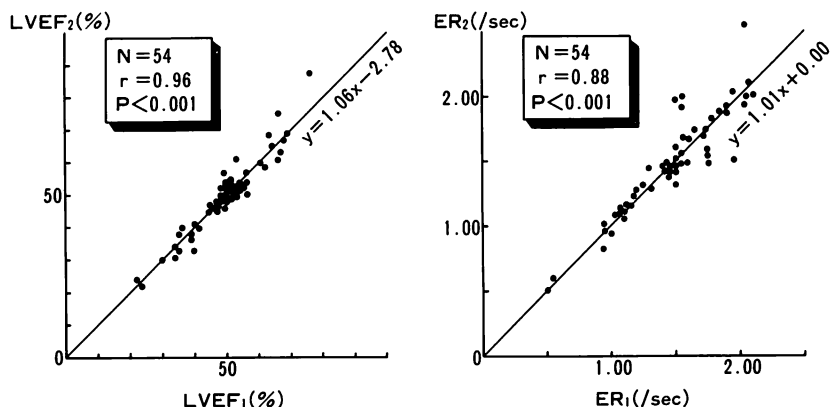 LVEF₂(%)
N=54
r=0.96
P<0.001
y=1.06x−2.78
50
0
50
LVEF₁(%)
ER₂(/sec)
N=54
r=0.88
P<0.001
y=1.01x+0.00
2.00
1.00
0
1.00
2.00
ER₁(/sec)